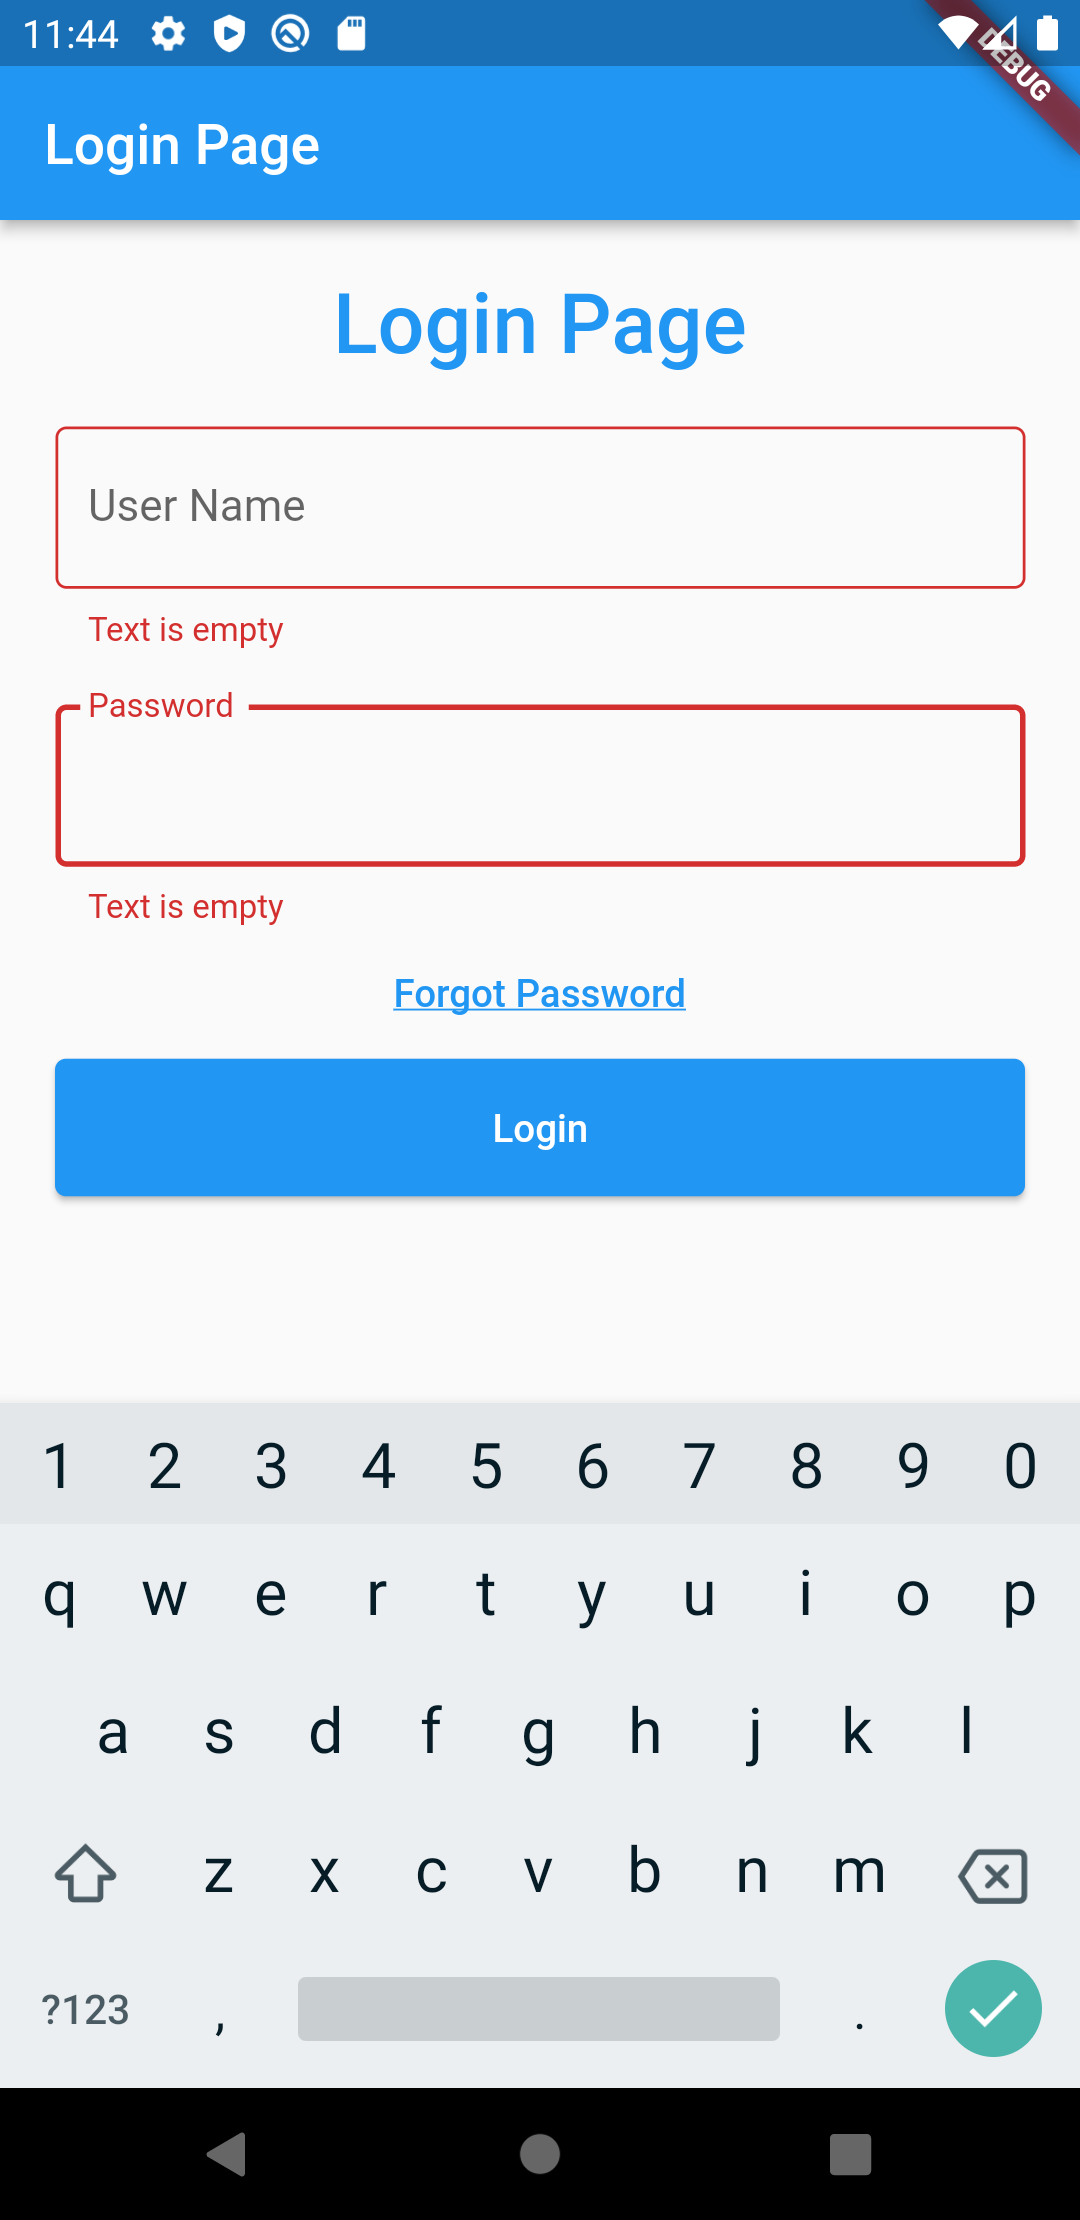 11:44
DEBUG
Login Page
Login Page
User Name
Text is empty
Password
Text is empty
Forgot Password
Login
1 2 3 4 5 6 7 8 9 0
q w e r t y u i o p
a s d f g h j k l
z x c v b n m
?123 , .